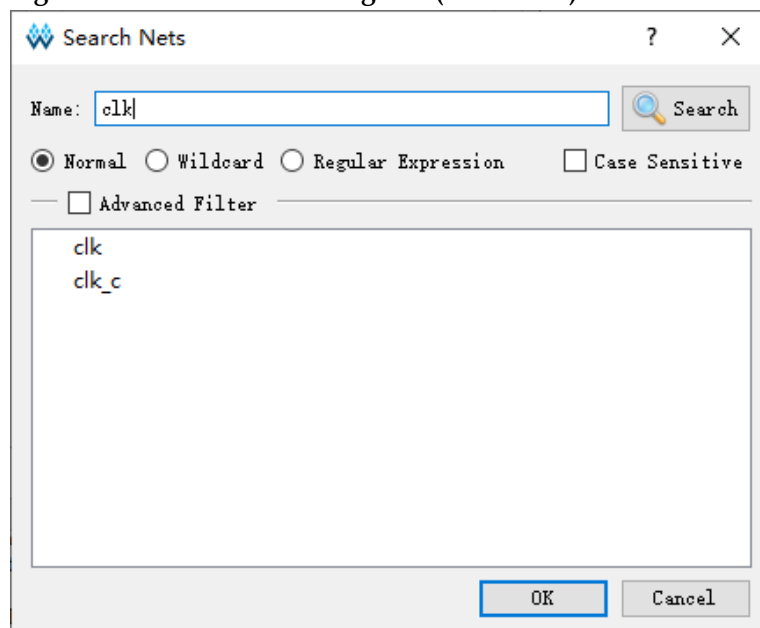 Search Nets ?
Name: clk Search
Normal Wildcard Regular Expression Case Sensitive
Advanced Filter
clk
clk_c
OK Cancel